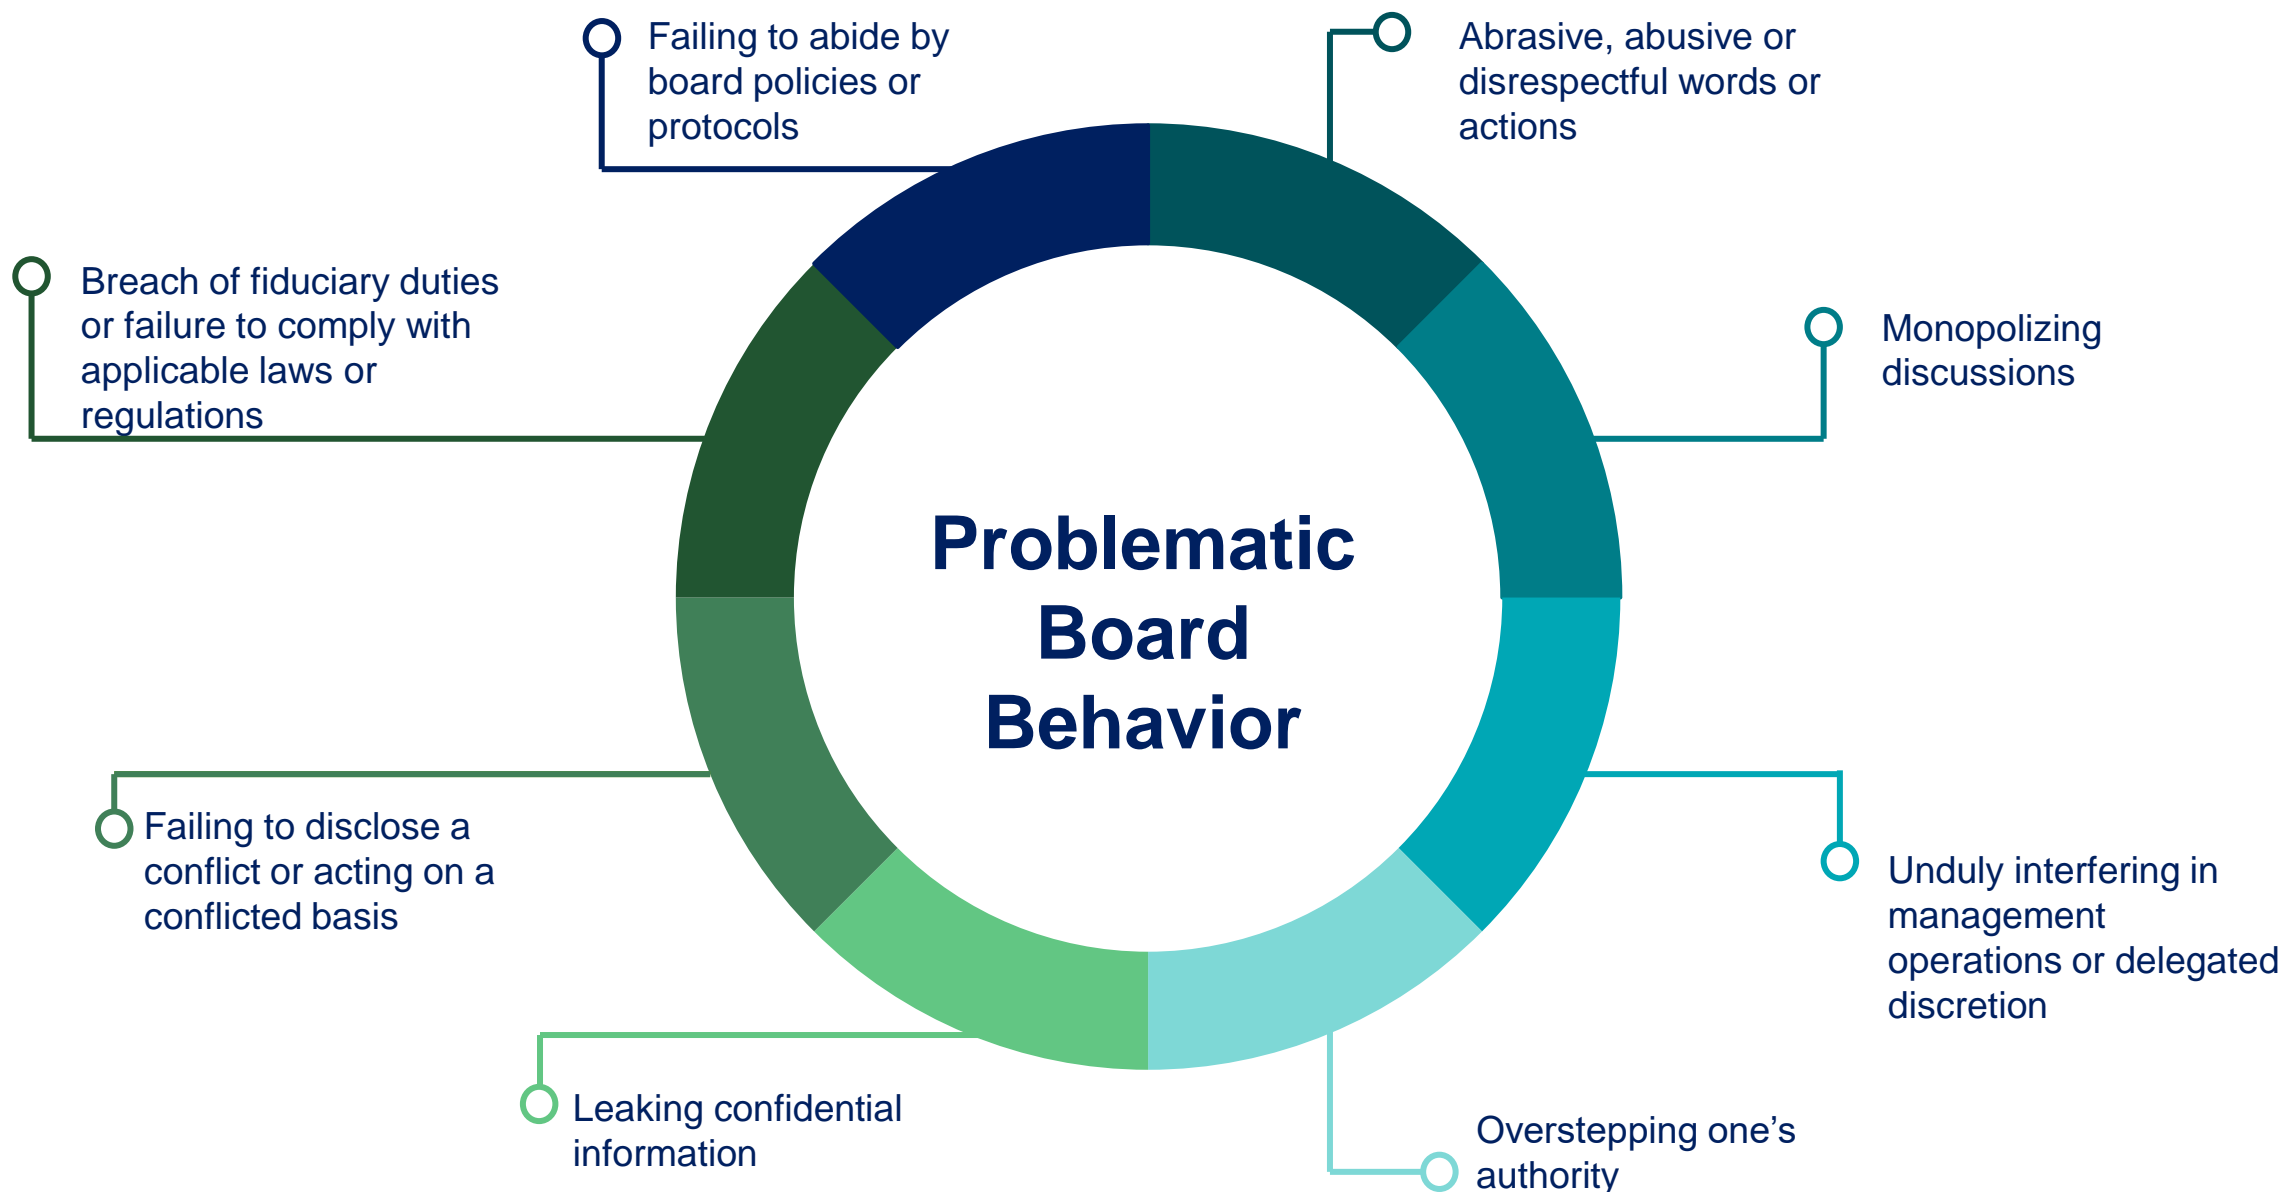 Failing to abide by
board policies or
protocols
Abrasive, abusive or
disrespectful words or
actions
Breach of fiduciary duties
or failure to comply with
applicable laws or
regulations
Monopolizing
discussions
Problematic
Board
Behavior
Failing to disclose a
conflict or acting on a
conflicted basis
Unduly interfering in
management
operations or delegated
discretion
Leaking confidential
information
Overstepping one’s
authority